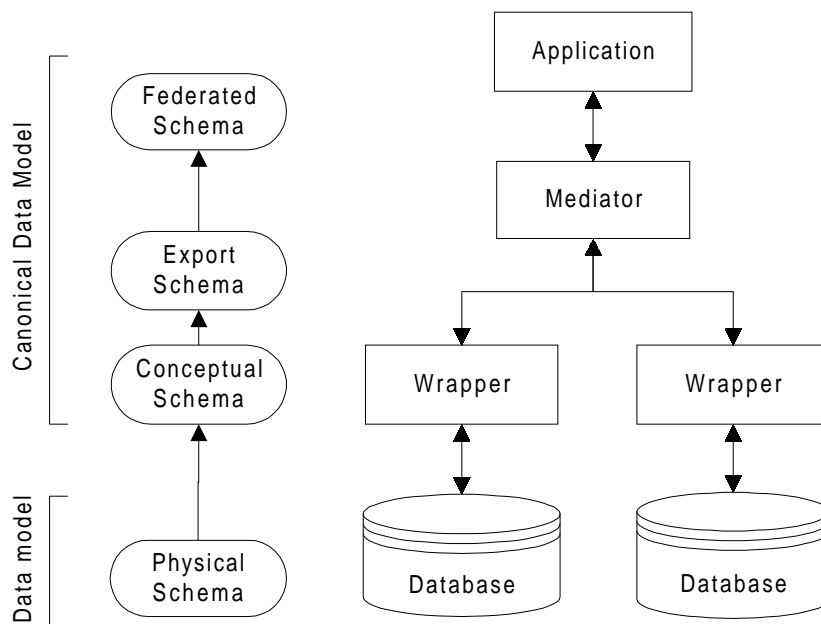 Canonical Data Model
Federated
Schema
Export
Schema
Conceptual
Schema
Data model
Physical
Schema
Application
Mediator
Wrapper
Wrapper
Database
Database